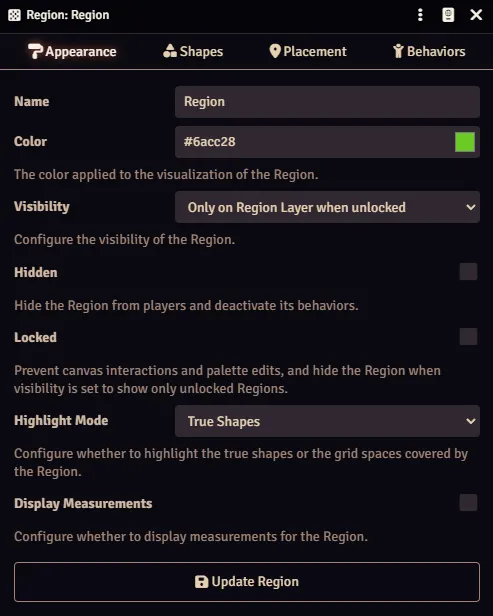 Region: Region
Appearance Shapes Placement Behaviors
Name Region
Color #6acc28
The color applied to the visualization of the Region.
Visibility Only on Region Layer when unlocked
Configure the visibility of the Region.
Hidden
Hide the Region from players and deactivate its behaviors.
Locked
Prevent canvas interactions and palette edits, and hide the Region when
visibility is set to show only unlocked Regions.
Highlight Mode True Shapes
Configure whether to highlight the true shapes or the grid spaces covered by
the Region.
Display Measurements
Configure whether to display measurements for the Region.
Update Region